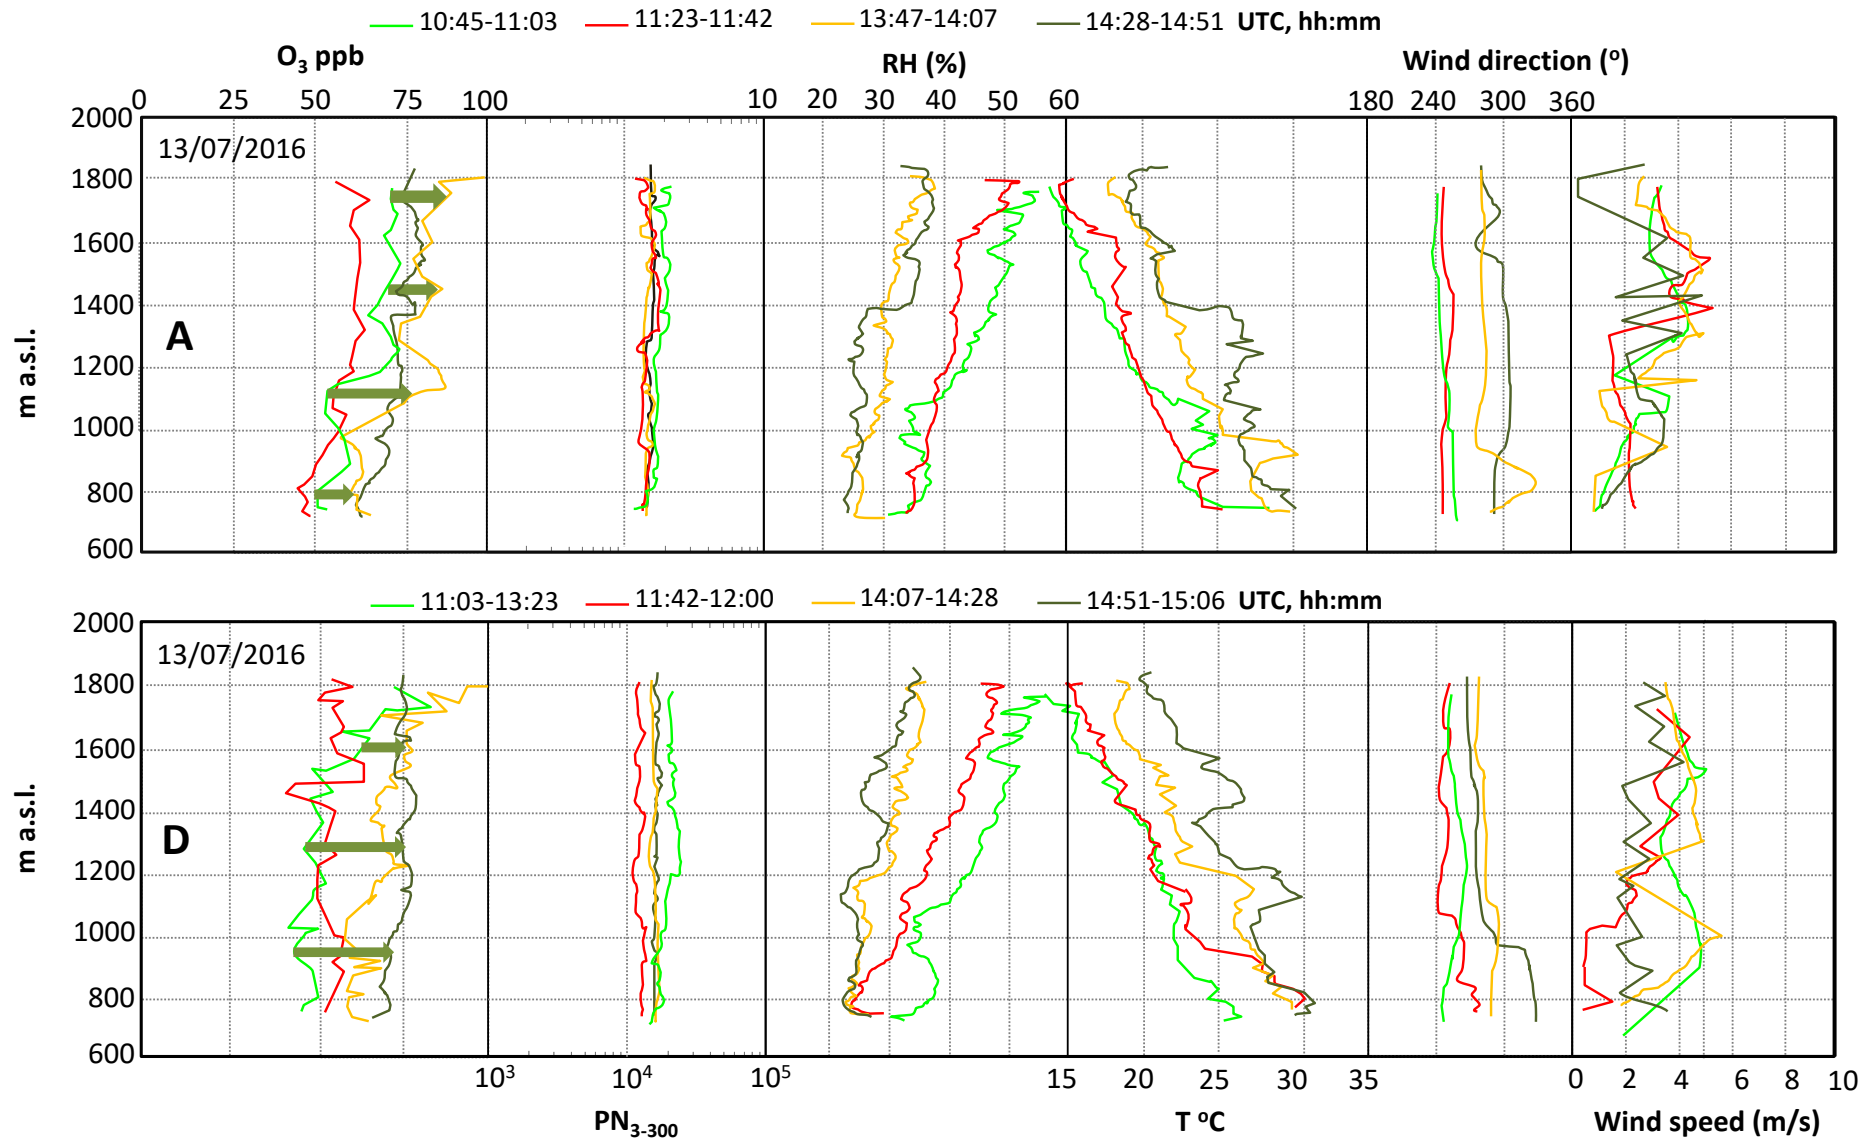 10:45-11:03 11:23-11:42 13:47-14:07 14:28-14:51 UTC, hh:mm
O3 ppb RH (%) Wind direction (o)
0 25 50 75 100 10 20 30 40 50 60 180 240 300 360
2000
13/07/2016
1800
1600
1400
A
1200
1000
800
600
m a.s.l.
11:03-13:23 11:42-12:00 14:07-14:28 14:51-15:06 UTC, hh:mm
2000
13/07/2016
1800
1600
1400
D
1200
1000
800
600
m a.s.l.
10³ 10⁴ 10⁵ 15 20 25 30 35 0 2 4 6 8 10
PN3-300 T oC Wind speed (m/s)